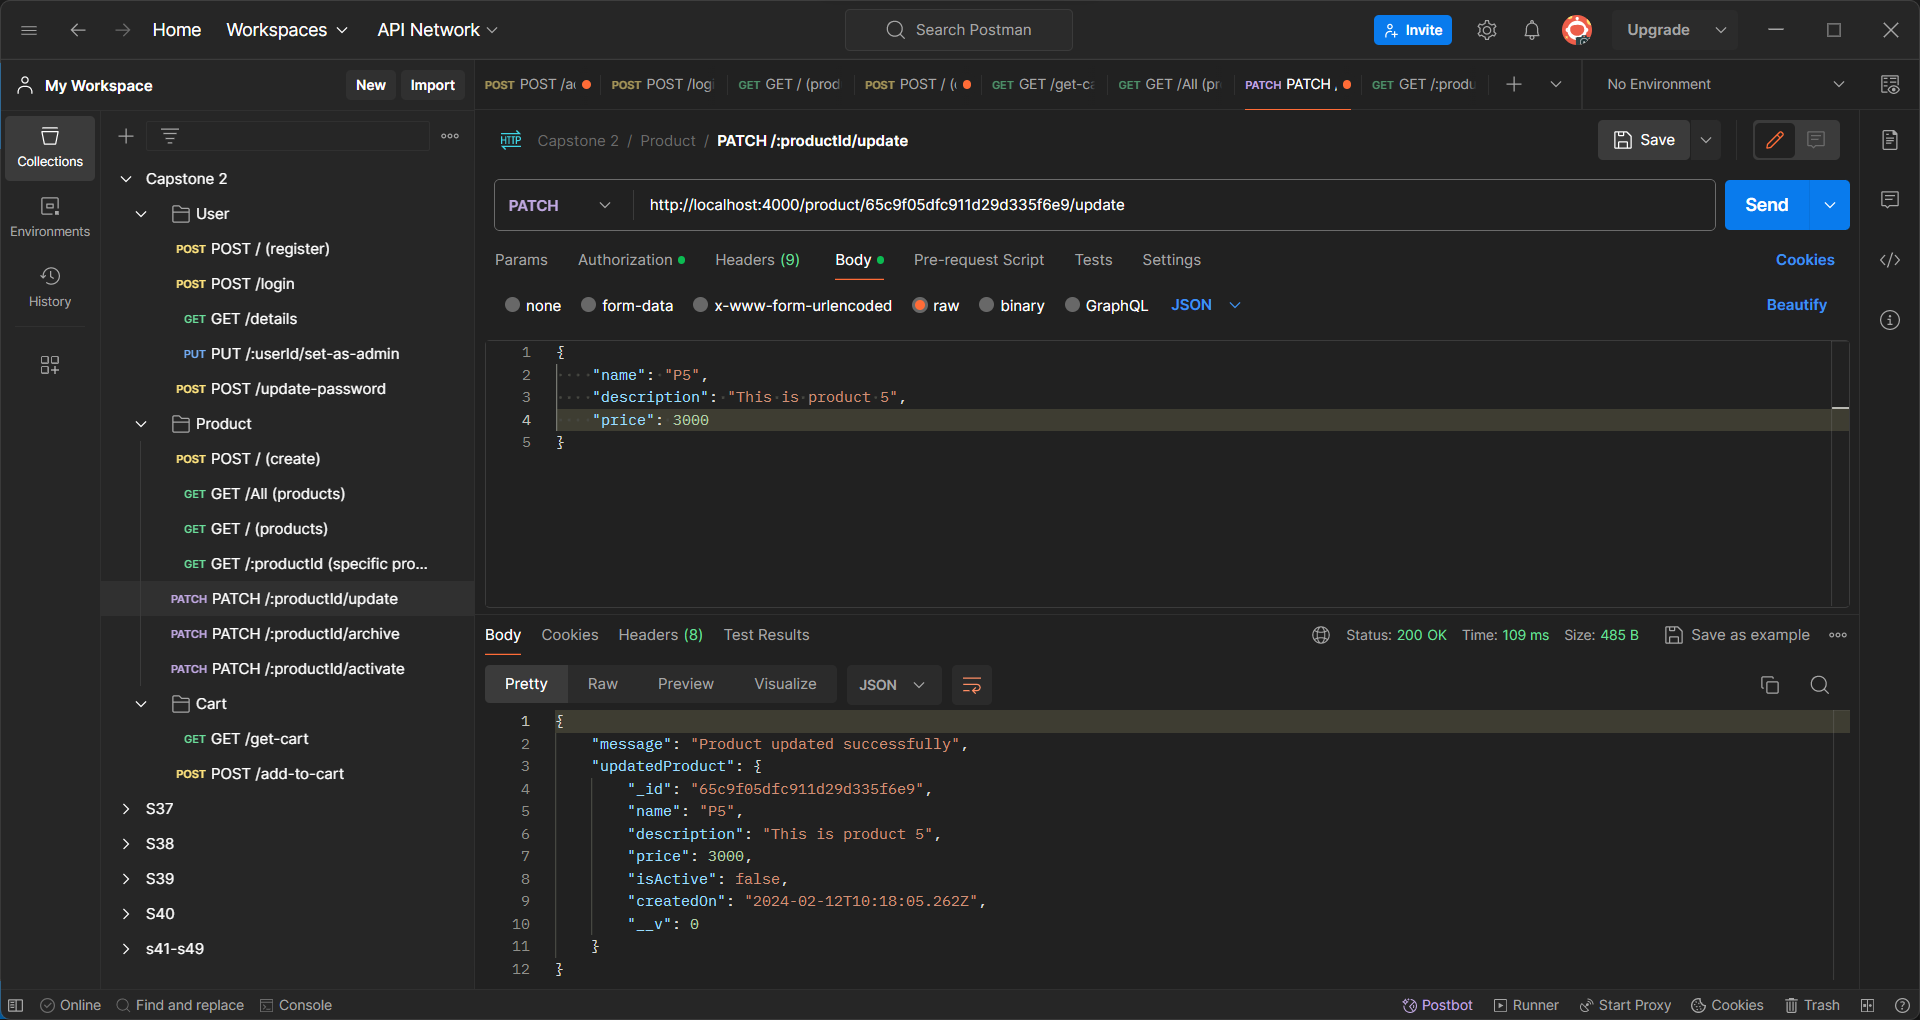 Home Workspaces API Network Search Postman Invite Upgrade
My Workspace New Import POST POST /a POST POST /logi GET GET / (prod POST POST / ( GET GET /get-ca GET GET /All (pr PATCH PATCH , GET GET /:produ No Environment
Collections
Environments
History
Capstone 2
User
POST POST / (register)
POST POST /login
GET GET /details
PUT PUT /:userId/set-as-admin
POST POST /update-password
Product
POST POST / (create)
GET GET /All (products)
GET GET / (products)
GET GET /:productId (specific pro...
PATCH PATCH /:productId/update
PATCH PATCH /:productId/archive
PATCH PATCH /:productId/activate
Cart
GET GET /get-cart
POST POST /add-to-cart
S37
S38
S39
S40
s41-s49
HTTP Capstone 2 / Product / PATCH /:productId/update Save
PATCH http://localhost:4000/product/65c9f05dfc911d29d335f6e9/update Send
Params Authorization Headers (9) Body Pre-request Script Tests Settings Cookies
none form-data x-www-form-urlencoded raw binary GraphQL JSON Beautify
1 {
2 "name": "P5",
3 "description": "This is product 5",
4 "price": 3000
5 }
Body Cookies Headers (8) Test Results Status: 200 OK Time: 109 ms Size: 485 B Save as example
Pretty Raw Preview Visualize JSON
1 {
2 "message": "Product updated successfully",
3 "updatedProduct": {
4 "_id": "65c9f05dfc911d29d335f6e9",
5 "name": "P5",
6 "description": "This is product 5",
7 "price": 3000,
8 "isActive": false,
9 "createdOn": "2024-02-12T10:18:05.262Z",
10 "__v": 0
11 }
12 }
Online Find and replace Console Postbot Runner Start Proxy Cookies Trash